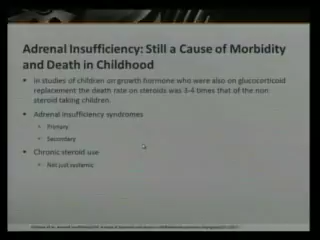 Adrenal Insufficiency: Still a Cause of Morbidity
and Death in Childhood
In studies of children on growth hormone who were also on glucocorticoid
replacement the death rate on steroids was 3-4 times that of the non
steroid taking children.
Adrenal insufficiency syndromes
Primary
Secondary
Chronic steroid use
Not just systemic